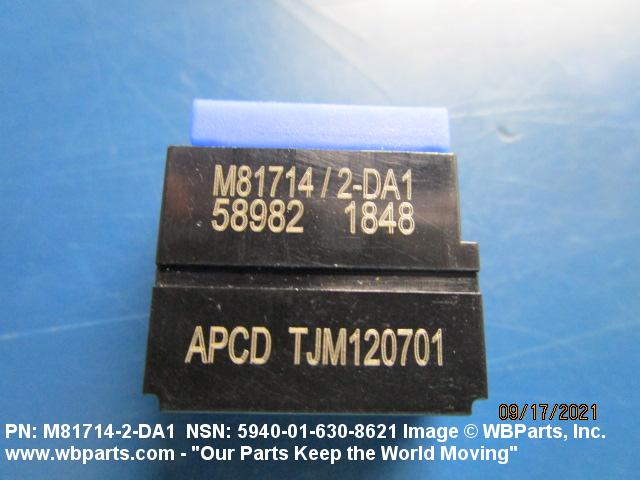 M81714 / 2-DA1
58982 1848
APCD TJM120701
09/17/2021
PN: M81714-2-DA1 NSN: 5940-01-630-8621 Image © WBParts, Inc.
www.wbparts.com - "Our Parts Keep the World Moving"